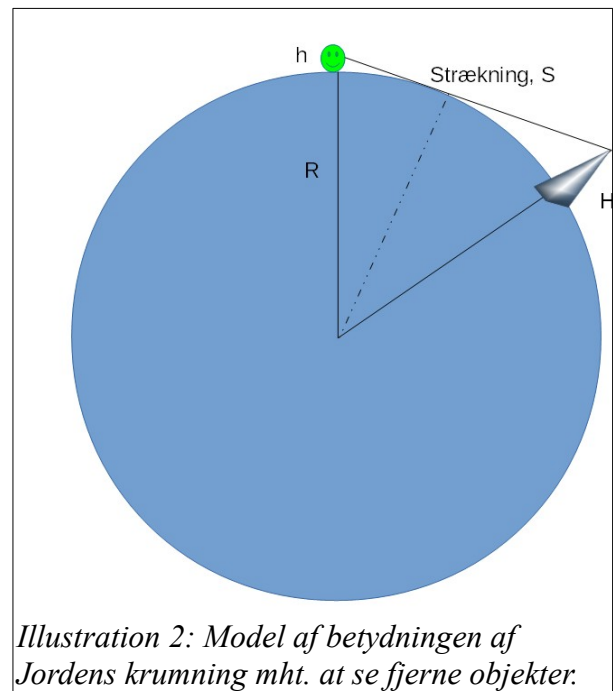 h
Strækning, S
R
H
Illustration 2: Model af betydningen af
Jordens krumning mht. at se fjerne objekter.